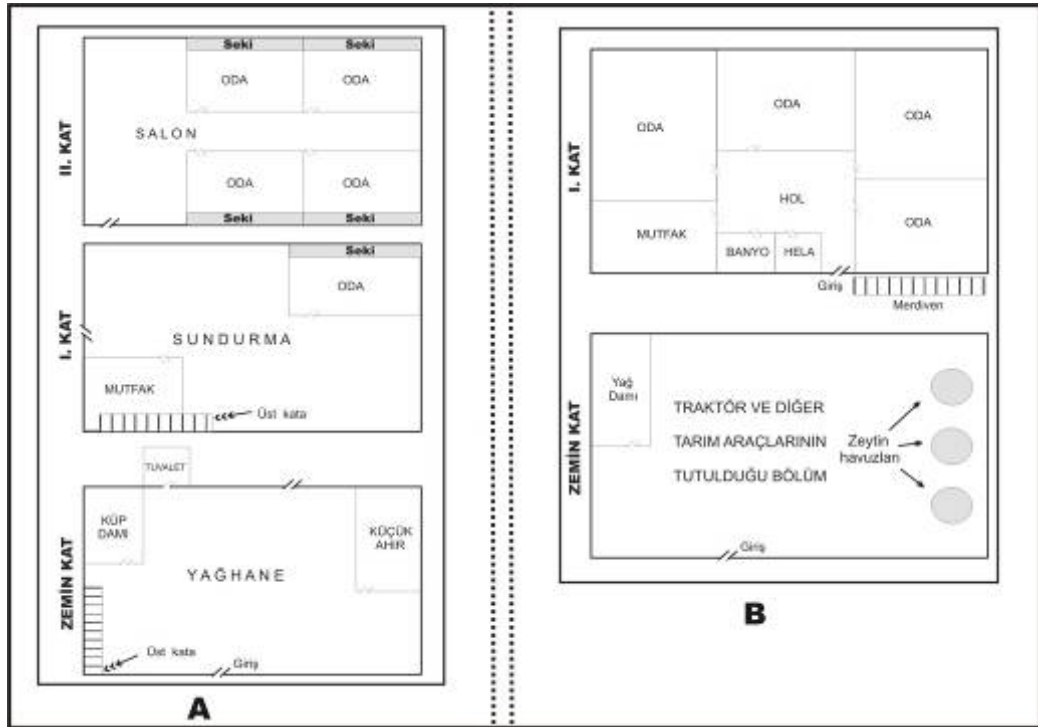 II. KAT
Seki
Seki
ODA
ODA
SALON
ODA
ODA
Seki
Seki
I. KAT
Seki
ODA
SUNDURMA
MUTFAK
Üst kata
ZEMİN KAT
TUVALET
KÜP
DAMI
KÜÇÜK
AHIR
YAĞHANE
Üst kata
Giriş
A
I. KAT
ODA
ODA
ODA
HOL
MUTFAK
BANYO
HELA
ODA
Giriş
Merdiven
ZEMİN KAT
Yağ
Damı
TRAKTÖR VE DİĞER
TARIM ARAÇLARININ
TUTULDUĞU BÖLÜM
Zeytin
havuzları
Giriş
B